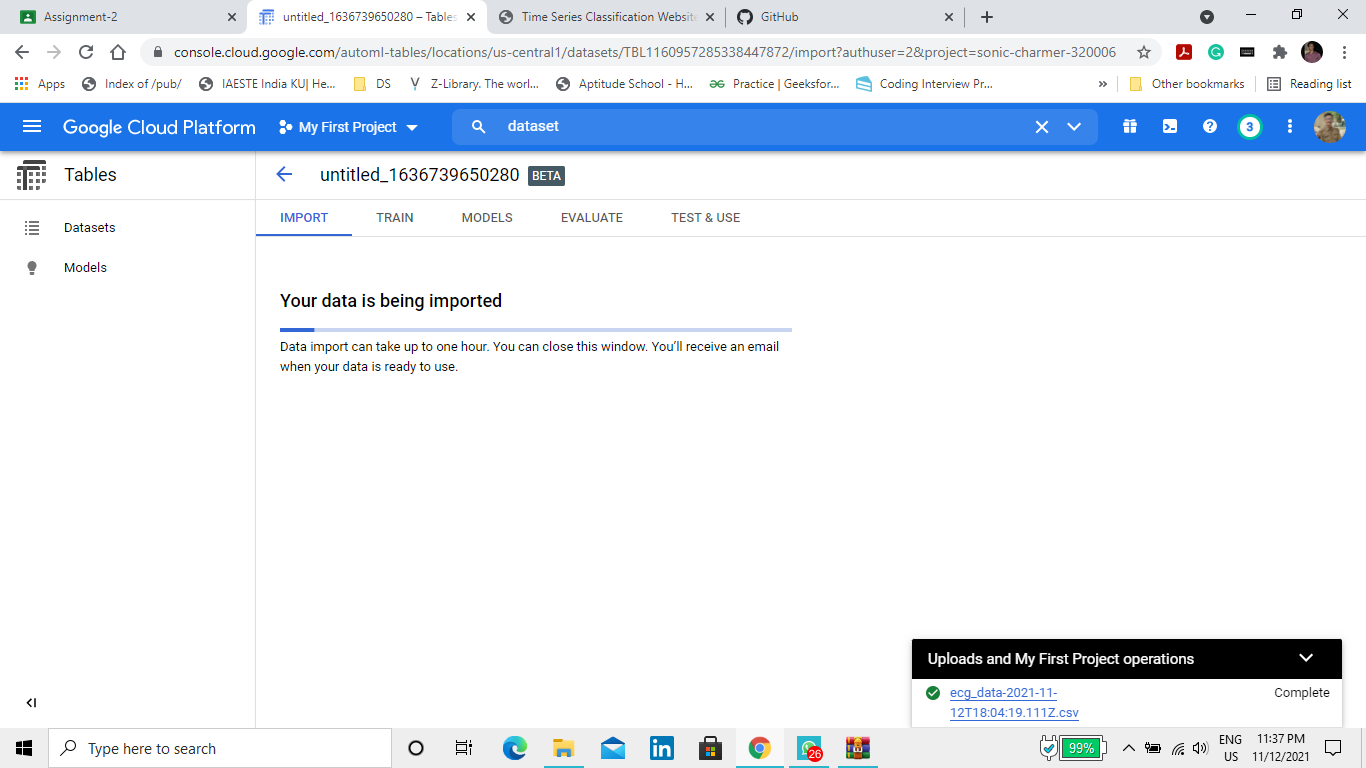 Assignment-2
untitled_1636739650280 – Tables
Time Series Classification Website
GitHub
console.cloud.google.com/automl-tables/locations/us-central1/datasets/TBL1160957285338447872/import?authuser=2&project=sonic-charmer-320006
Apps
Index of /pub/
IAESTE India KUJ| He...
DS
Z-Library. The worl...
Aptitude School - H...
Practice | Geeksfor...
Coding Interview Pr...
»
Other bookmarks
Reading list
Google Cloud Platform
My First Project
dataset
3
Tables
untitled_1636739650280 BETA
Datasets
Models
IMPORT
TRAIN
MODELS
EVALUATE
TEST & USE
Your data is being imported
Data import can take up to one hour. You can close this window. You'll receive an email
when your data is ready to use.
Uploads and My First Project operations
ecg_data-2021-11-
12T18:04:19.111Z.csv
Complete
Type here to search
26
99%
ENG
US
11:37 PM
11/12/2021